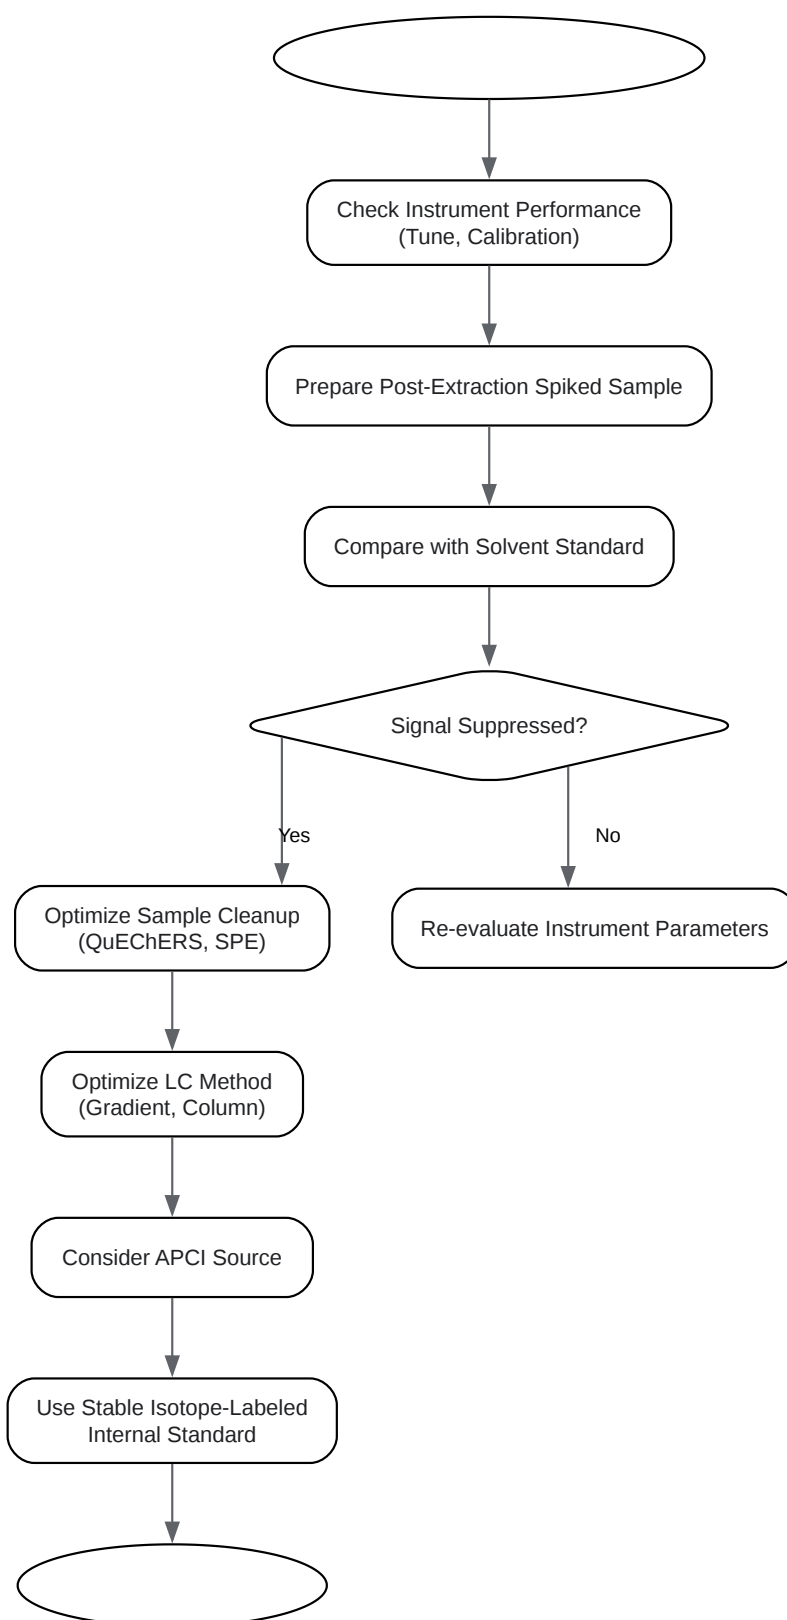 Check Instrument Performance
(Tune, Calibration)
Prepare Post-Extraction Spiked Sample
Compare with Solvent Standard
Signal Suppressed?
Yes
No
Optimize Sample Cleanup
(QuEChERS, SPE)
Re-evaluate Instrument Parameters
Optimize LC Method
(Gradient, Column)
Consider APCI Source
Use Stable Isotope-Labeled
Internal Standard